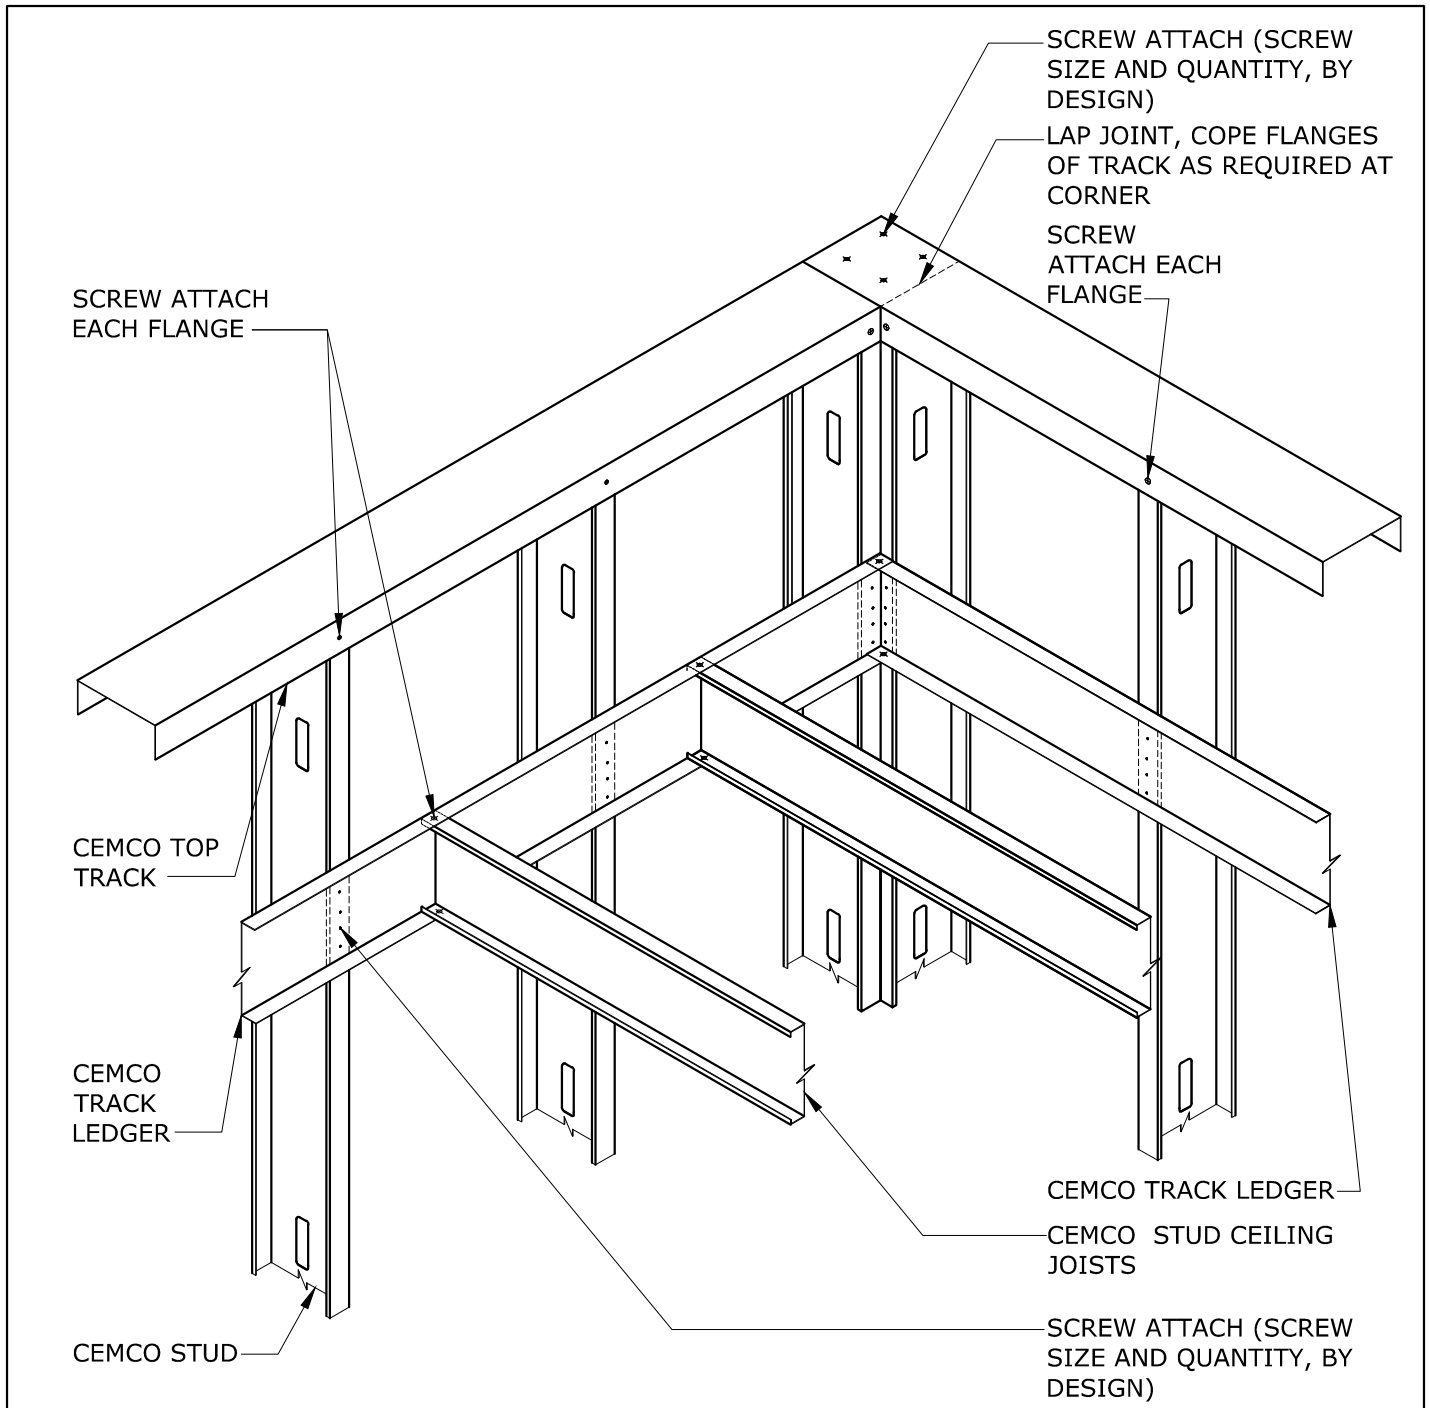 SCREW ATTACH (SCREW
SIZE AND QUANTITY, BY
DESIGN)
LAP JOINT, COPE FLANGES
OF TRACK AS REQUIRED AT
CORNER
SCREW
ATTACH EACH
FLANGE
SCREW ATTACH
EACH FLANGE
CEMCO TOP
TRACK
CEMCO
TRACK
LEDGER
CEMCO STUD
CEMCO TRACK LEDGER
CEMCO STUD CEILING
JOISTS
SCREW ATTACH (SCREW
SIZE AND QUANTITY, BY
DESIGN)